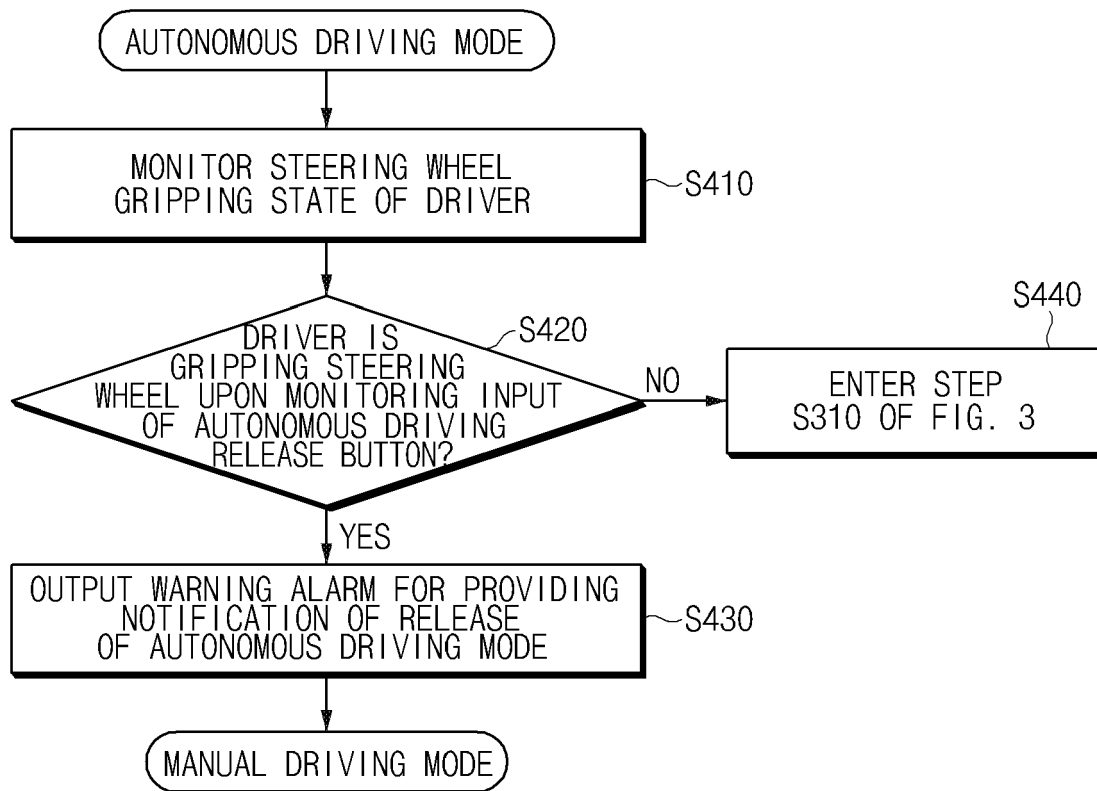 AUTONOMOUS DRIVING MODE
MONITOR STEERING WHEEL
GRIPPING STATE OF DRIVER
S410
DRIVER IS
GRIPPING STEERING
WHEEL UPON MONITORING INPUT
OF AUTONOMOUS DRIVING
RELEASE BUTTON?
S420
NO
S440
ENTER STEP
S310 OF FIG. 3
YES
OUTPUT WARNING ALARM FOR PROVIDING
NOTIFICATION OF RELEASE
OF AUTONOMOUS DRIVING MODE
S430
MANUAL DRIVING MODE